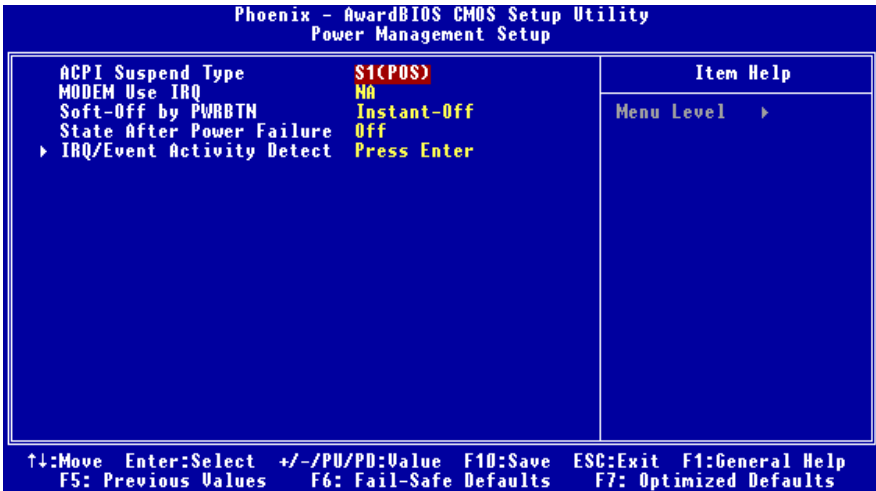 Phoenix - AwardBIOS CMOS Setup Utility
Power Management Setup
ACPI Suspend Type S1(POS)
MODEM Use IRQ NA
Soft-Off by PWRBTN Instant-Off
State After Power Failure Off
▸ IRQ/Event Activity Detect Press Enter
Item Help
Menu Level ▸
↑↓:Move Enter:Select +/-/PU/PD:Value F10:Save ESC:Exit F1:General Help
F5: Previous Values F6: Fail-Safe Defaults F7: Optimized Defaults